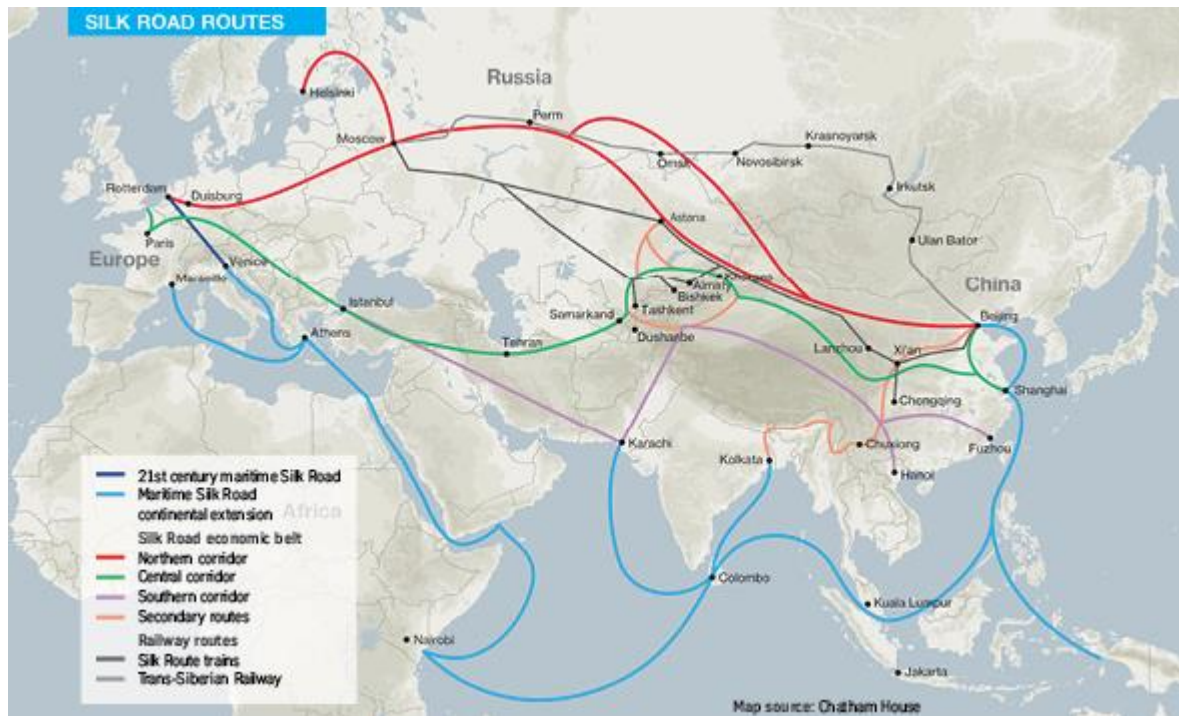 SILK ROAD ROUTES
Russia
Helsinki
Perm
Moscow
Krasnoyarsk
Omsk
Novosibirsk
Irkutsk
Rotterdam
Duisburg
Astana
Ulan Bator
Paris
Europe
Venice
Marseille
China
Almaty
Bishkek
Istanbul
Tashkent
Samarkand
Beijing
Athens
Dushanbe
Tehran
Lanzhou
Xi'an
Shanghai
Chongqing
Karachi
Chuxiong
Fuzhou
Kolkata
Hanoi
21st century maritime Silk Road
Maritime Silk Road
continental extension
Africa
Silk Road economic belt
Northern corridor
Central corridor
Southern corridor
Secondary routes
Railway routes
Silk Route trains
Trans-Siberian Railway
Colombo
Kuala Lumpur
Nairobi
Jakarta
Map source: Chatham House